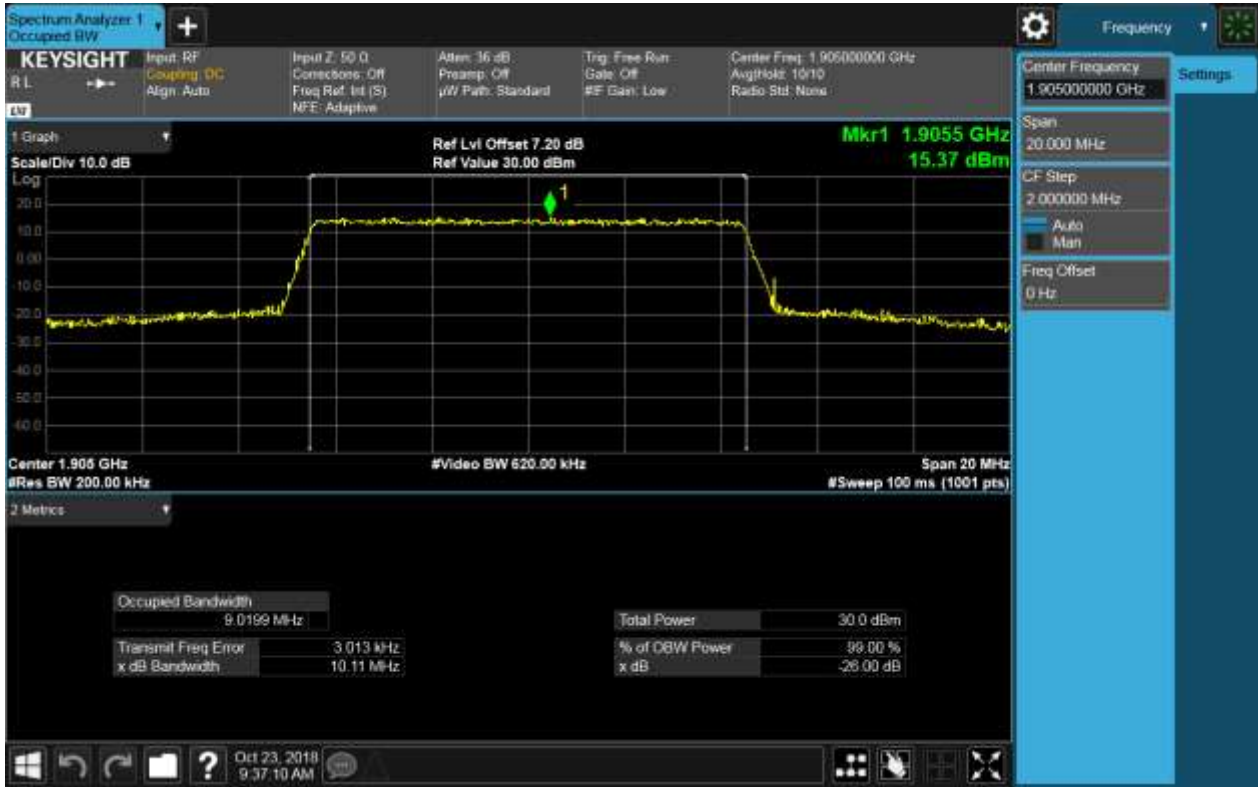 Spectrum Analyzer 1
Occupied BW
+
Frequency
KEYSIGHT
R L
Input: RF
Coupling: DC
Align: Auto
Input Z: 50 Ω
Corrections: Off
Freq Ref: Int (S)
NFE: Adaptive
Atten: 36 dB
Preamp: Off
µW Path: Standard
Trig: Free Run
Gate: Off
#IF Gain: Low
Center Freq: 1.905000000 GHz
Avg|Hold: 10/10
Radio Std: None
Center Frequency
1.905000000 GHz
Settings
Span
20.000 MHz
CF Step
2.000000 MHz
Auto
Man
Freq Offset
0 Hz
1 Graph
Scale/Div 10.0 dB
Ref Lvl Offset 7.20 dB
Ref Value 30.00 dBm
Mkr1 1.9055 GHz
15.37 dBm
Log
20.0
10.0
0.00
-10.0
-20.0
-30.0
-40.0
-50.0
-60.0
1
Center 1.905 GHz
#Res BW 200.00 kHz
#Video BW 620.00 kHz
Span 20 MHz
#Sweep 100 ms (1001 pts)
2 Metrics
Occupied Bandwidth
9.0199 MHz
Transmit Freq Error 3.013 kHz
x dB Bandwidth 10.11 MHz
Total Power 30.0 dBm
% of OBW Power 99.00 %
x dB -26.00 dB
?
Oct 23, 2018
9:37:10 AM